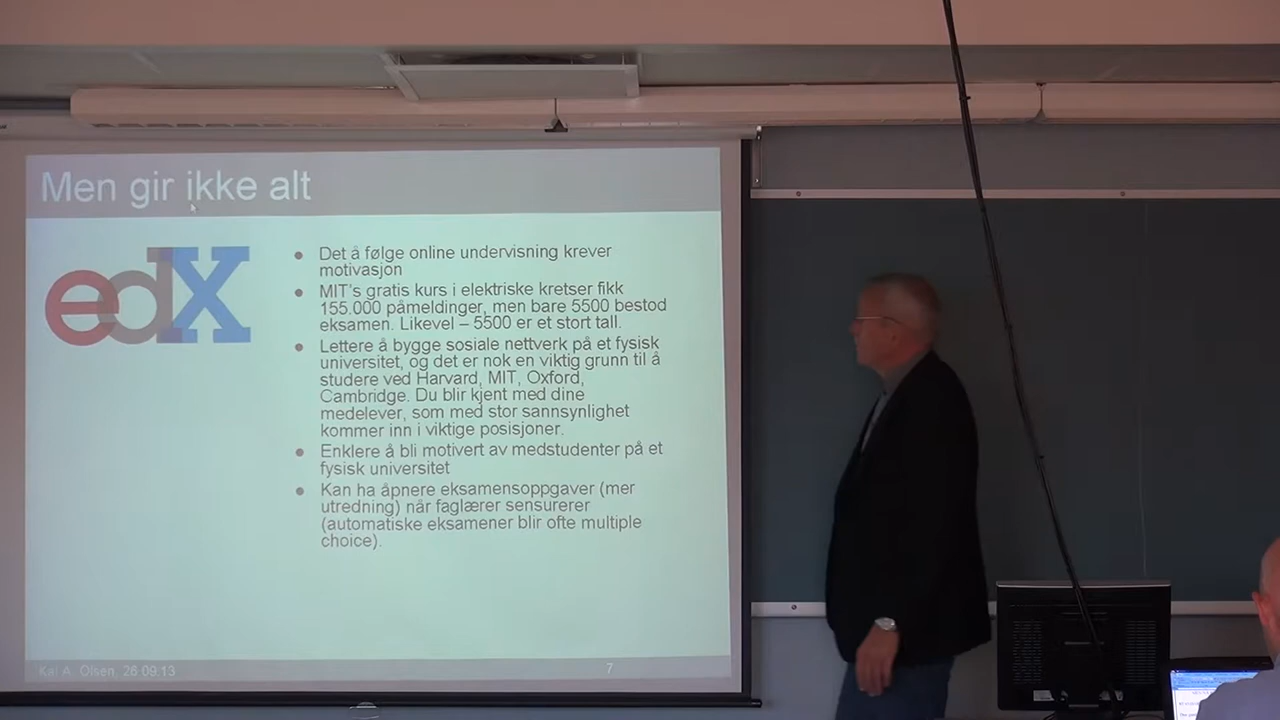 Men gir ikke alt
edX
Det å følge online undervisning krever
motivasjon
MIT's gratis kurs i elektriske kretser fikk
155.000 påmeldinger, men bare 5500 bestod
eksamen. Likevel – 5500 er et stort tall.
Lettere å bygge sosiale nettverk på et fysisk
universitet, og det er nok en viktig grunn til å
studere ved Harvard, MIT, Oxford,
Cambridge. Du blir kjent med dine
medelever, som med stor sannsynlighet
kommer inn i viktige posisjoner.
Enklere å bli motivert av medstudenter på et
fysisk universitet
Kan ha åpnere eksamensoppgaver (mer
utredning) når faglærer sensurerer
(automatiske eksamener blir ofte multiple
choice).
Kai A. Olsen, 26.09.13
7